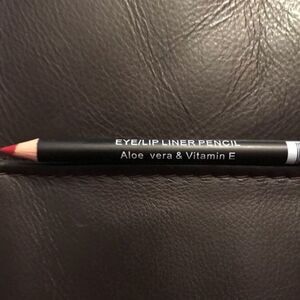 EYE/LIP LINER PENCIL
Aloe vera & Vitamin E